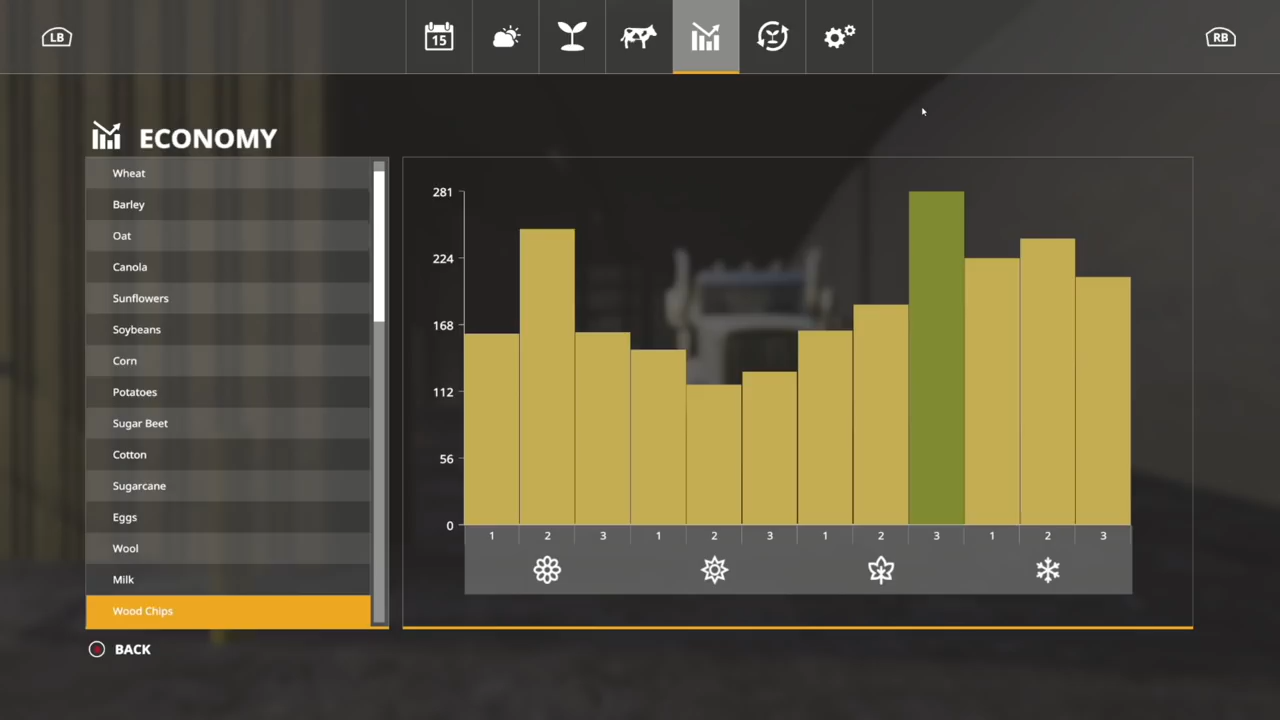 LB
15
RB
ECONOMY
Wheat
Barley
Oat
Canola
Sunflowers
Soybeans
Corn
Potatoes
Sugar Beet
Cotton
Sugarcane
Eggs
Wool
Milk
Wood Chips
BACK
281
224
168
112
56
0
1 2 3 1 2 3 1 2 3 1 2 3